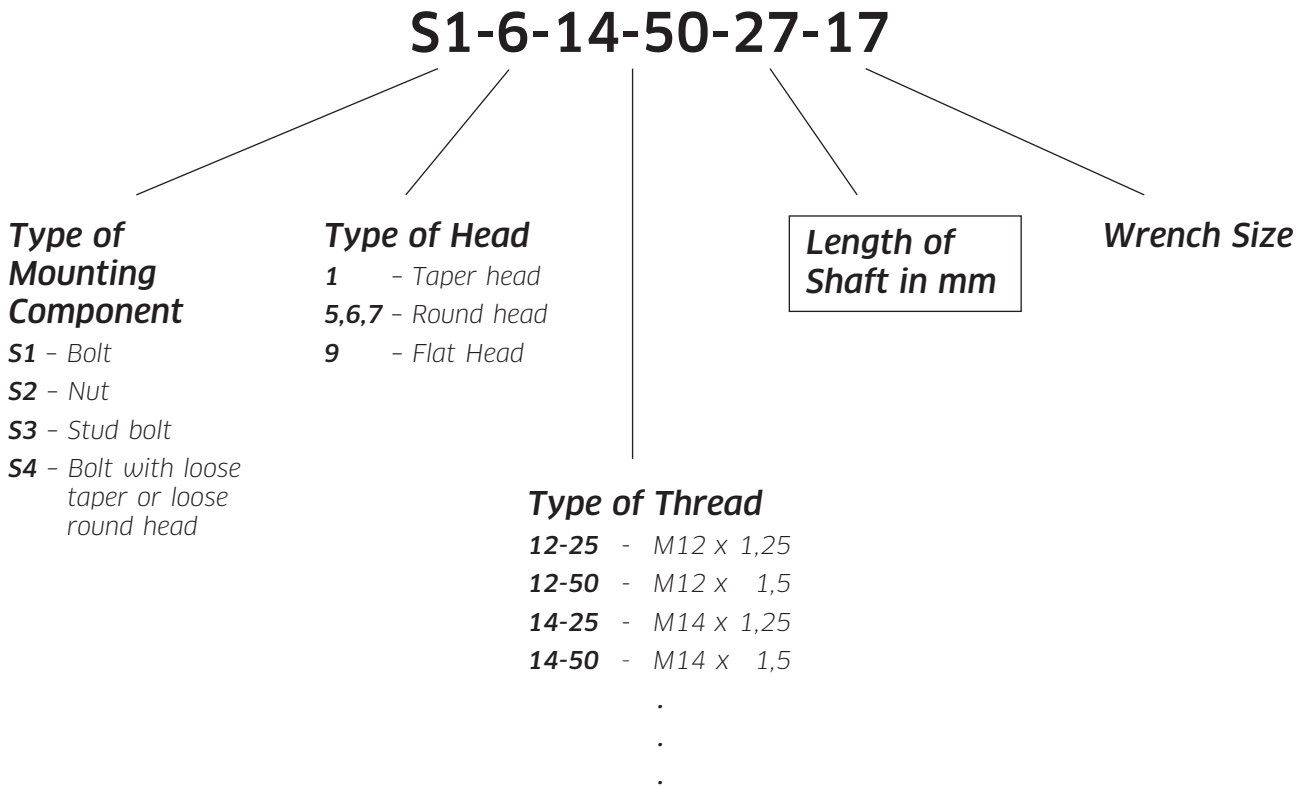 S1-6-14-50-27-17
Type of
Mounting
Component
S1 – Bolt
S2 – Nut
S3 – Stud bolt
S4 – Bolt with loose
taper or loose
round head
Type of Head
1 – Taper head
5,6,7 – Round head
9 – Flat Head
Type of Thread
12-25 - M12 x 1,25
12-50 - M12 x 1,5
14-25 - M14 x 1,25
14-50 - M14 x 1,5
.
.
.
Length of
Shaft in mm
Wrench Size